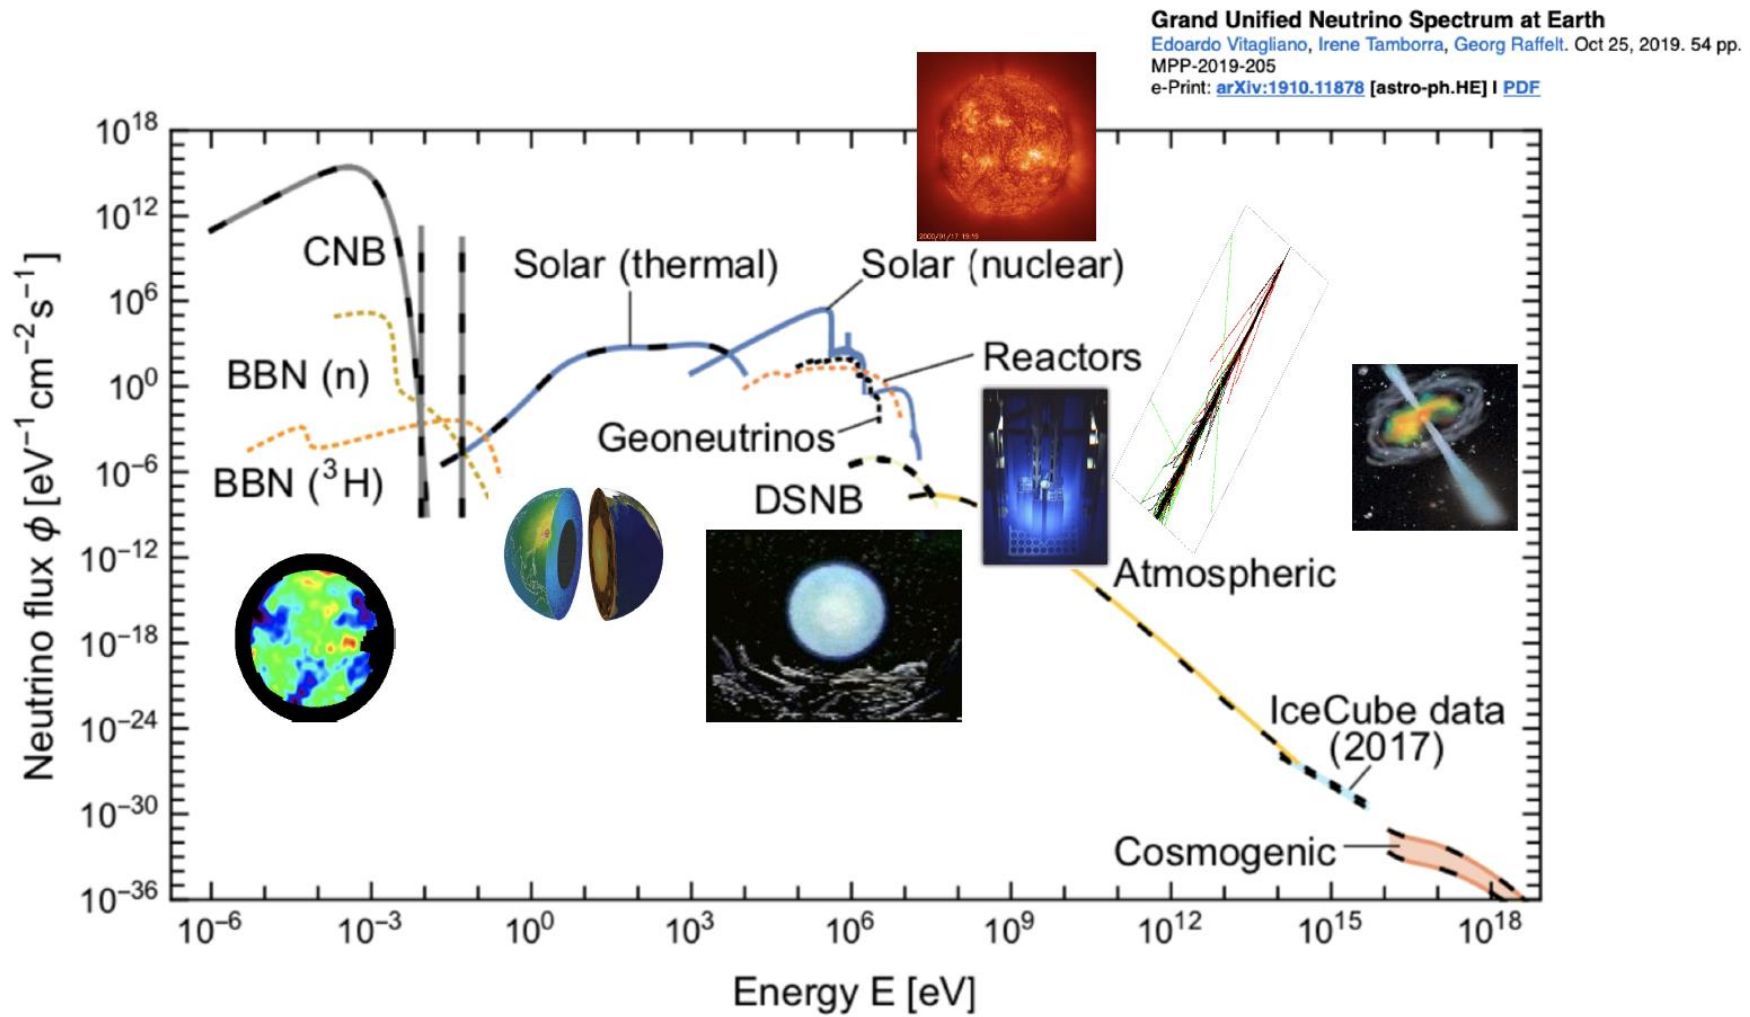 Grand Unified Neutrino Spectrum at Earth
Edoardo Vitagliano, Irene Tamborra, Georg Raffelt. Oct 25, 2019. 54 pp.
MPP-2019-205
e-Print: arXiv:1910.11878 [astro-ph.HE] I PDF
10^18
10^12
10^6
10^0
10^−6
10^−12
10^−18
10^−24
10^−30
10^−36
Neutrino flux ϕ [eV^−1 cm^−2 s^−1]
CNB
Solar (thermal)
Solar (nuclear)
BBN (n)
Reactors
Geoneutrinos
BBN (^3H)
DSNB
Atmospheric
IceCube data
(2017)
Cosmogenic
10^−6
10^−3
10^0
10^3
10^6
10^9
10^12
10^15
10^18
Energy E [eV]